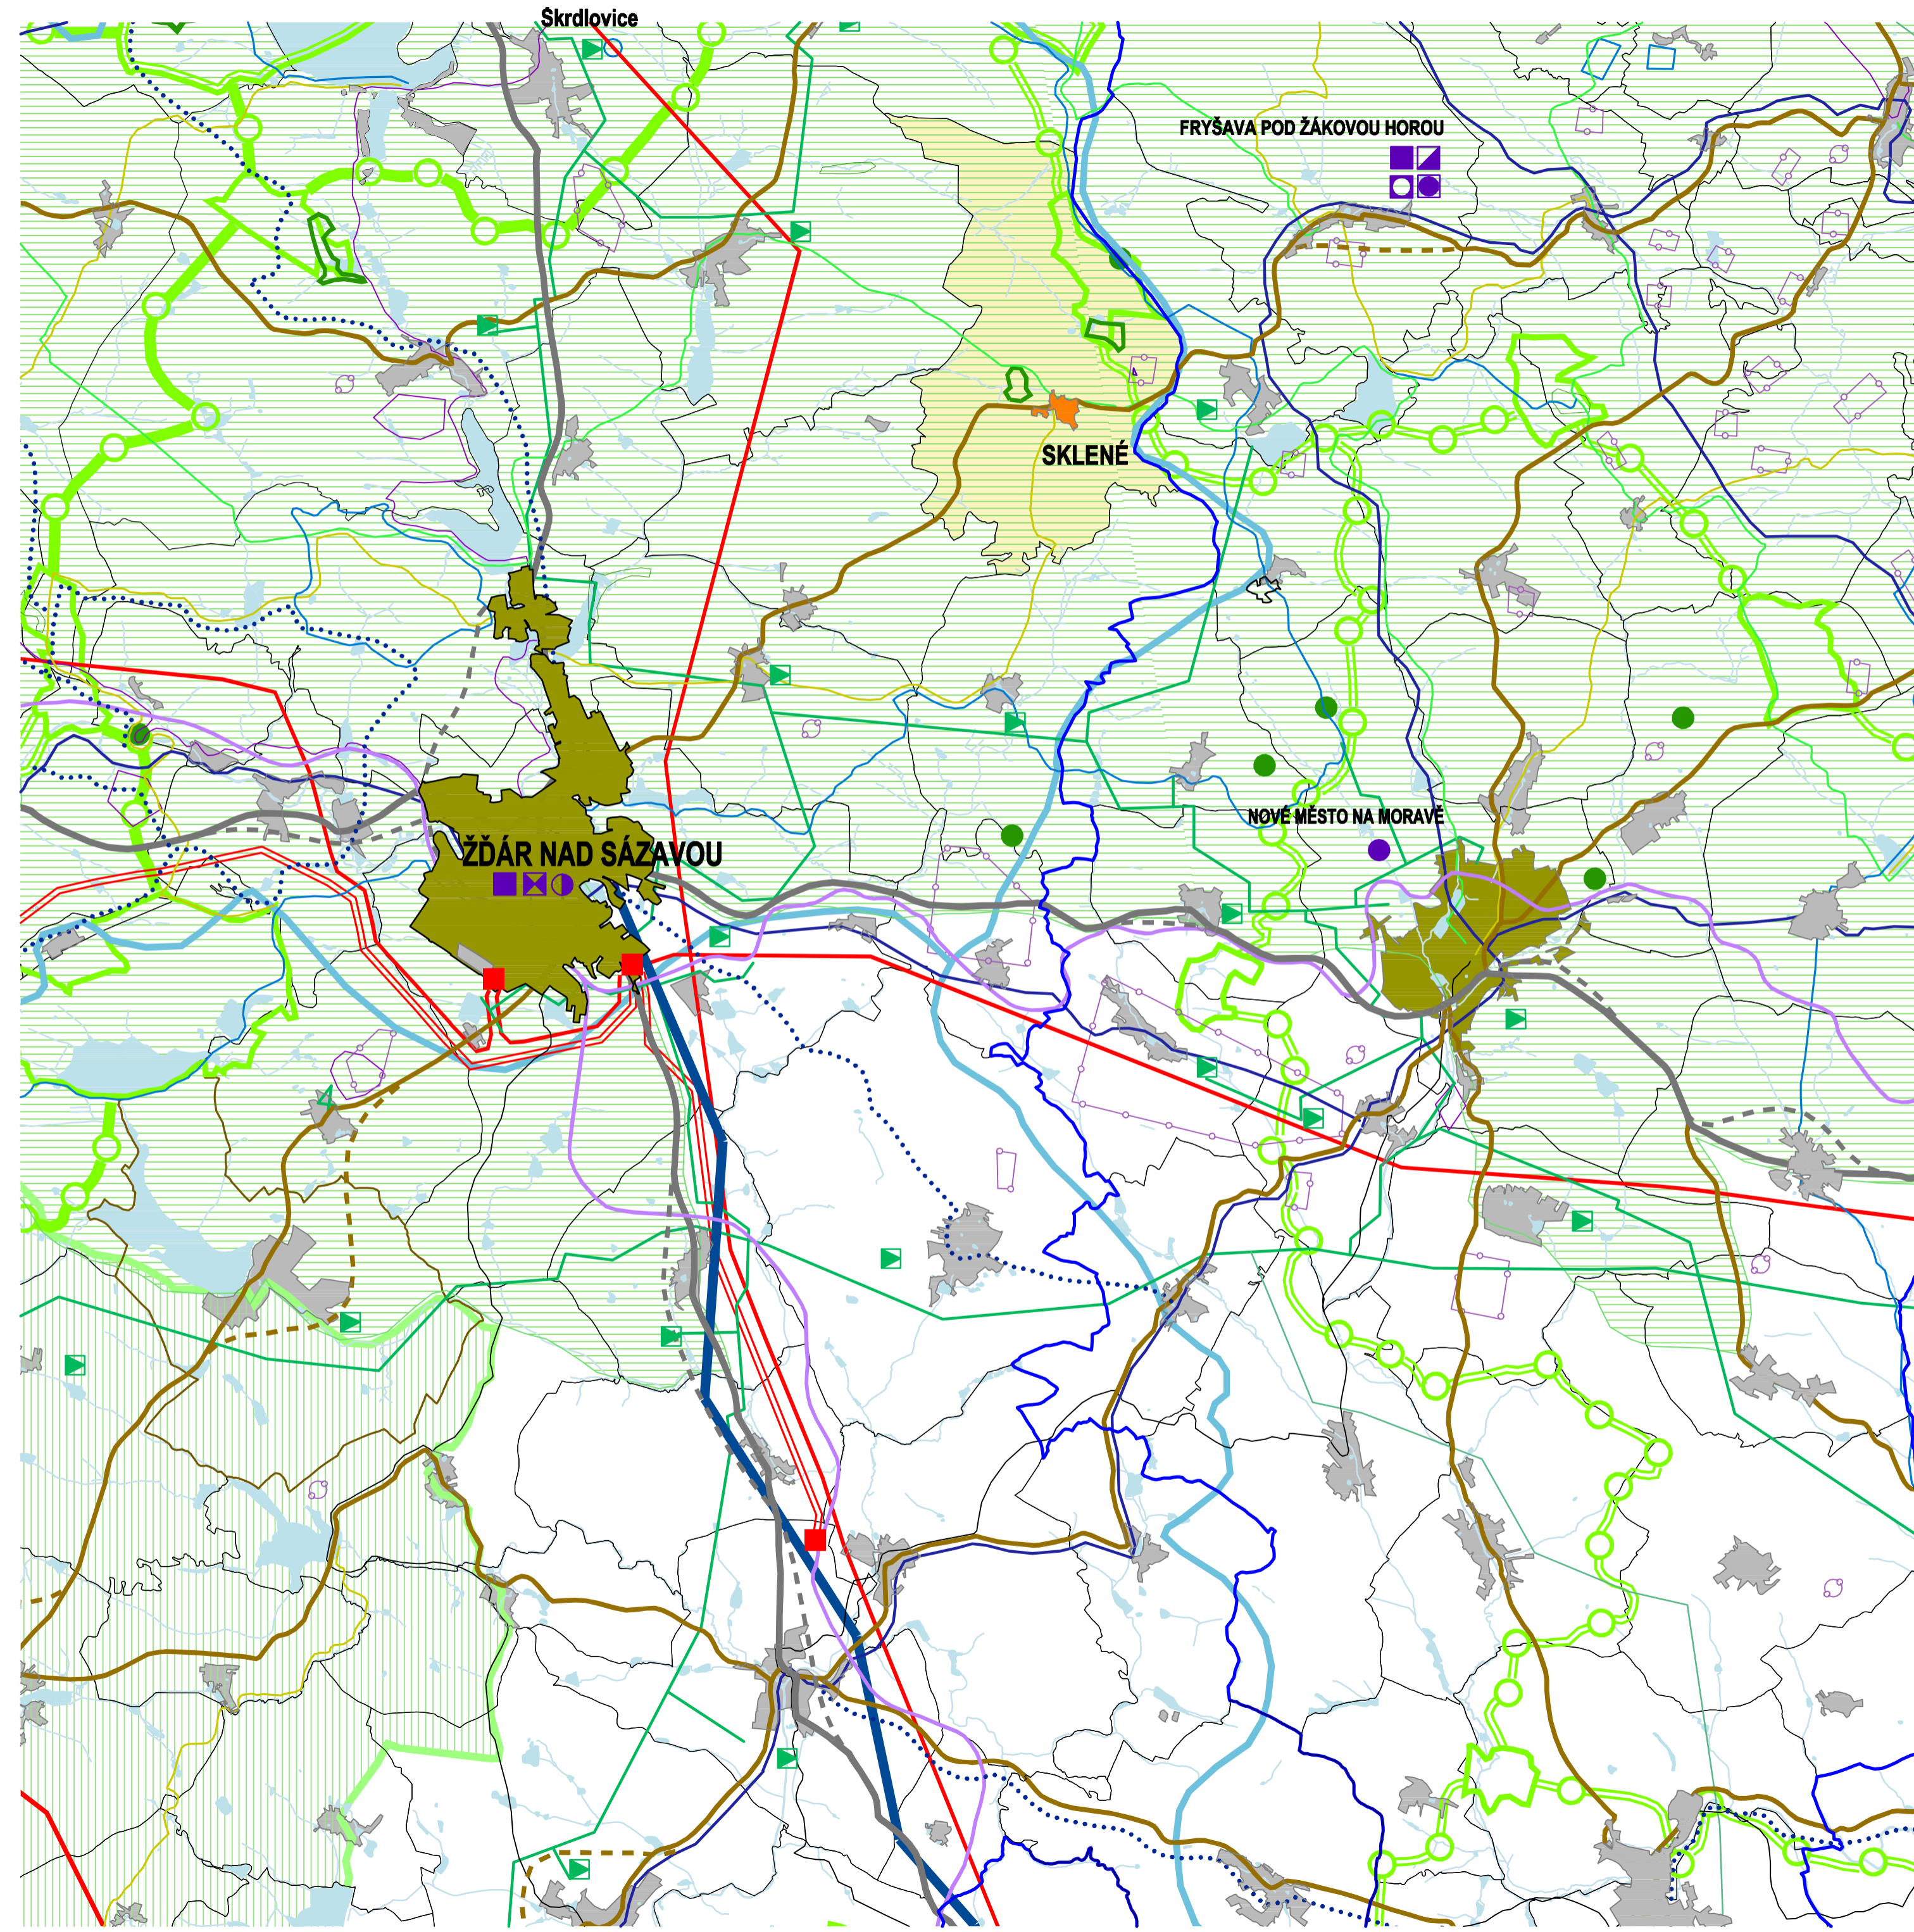 Škrdlovice
FRYŠAVA POD ŽÁKOVOU HOROU
SKLENÉ
NOVÉ MĚSTO NA MORAVĚ
ŽĎÁR NAD SÁZAVOU